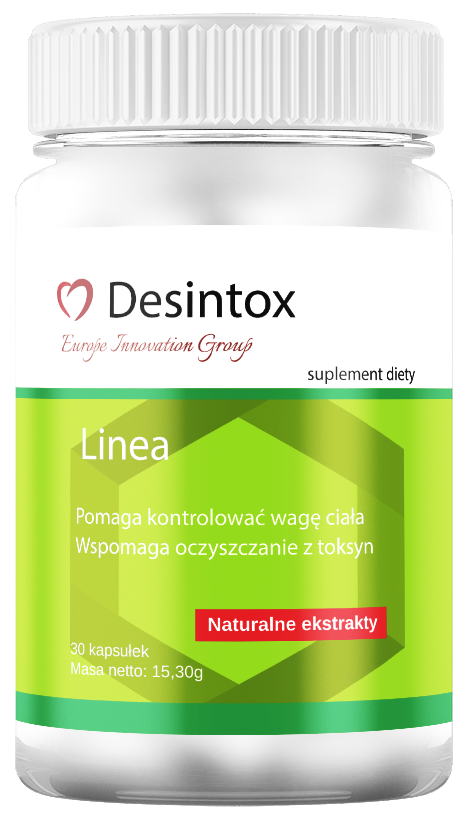 Desintox
Europe Innovation Group
suplement diety
Linea
Pomaga kontrolować wagę ciała
Wspomaga oczyszczanie z toksyn
Naturalne ekstrakty
30 kapsułek
Masa netto: 15,30g